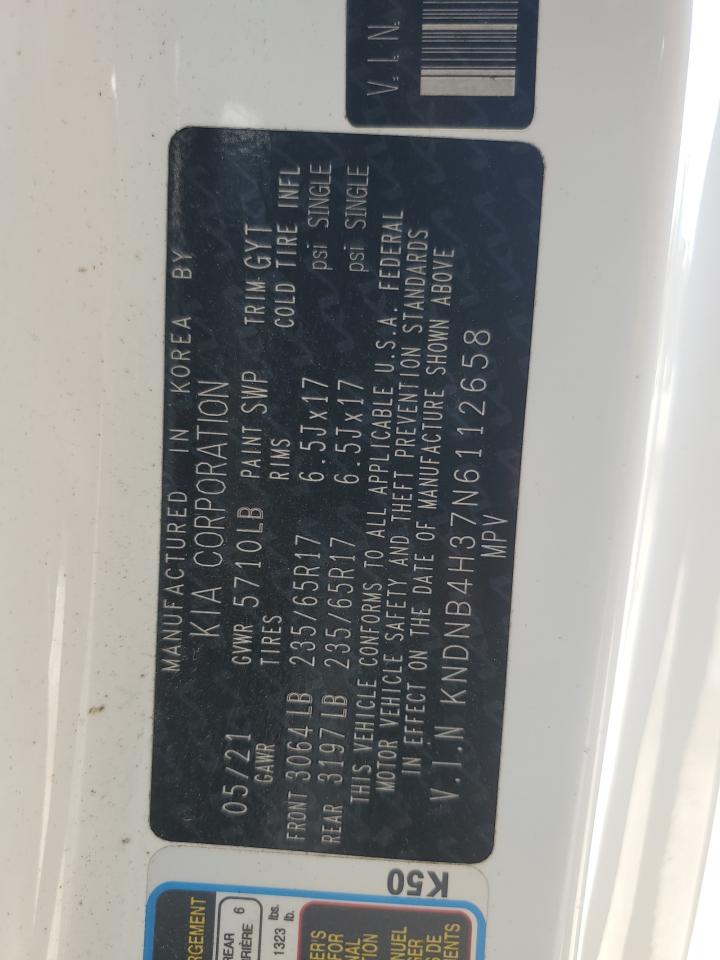 V.I.N.
MANUFACTURED IN KOREA BY
KIA CORPORATION
05/21 GVWR 5710LB PAINT SWP TRIM GYT
GAWR TIRES RIMS COLD TIRE INFL
FRONT 3064LB 235/65R17 6.5Jx17 psi SINGLE
REAR 3197LB 235/65R17 6.5Jx17 psi SINGLE
THIS VEHICLE CONFORMS TO ALL APPLICABLE U.S.A. FEDERAL
MOTOR VEHICLE SAFETY AND THEFT PREVENTION STANDARDS
IN EFFECT ON THE DATE OF MANUFACTURE SHOWN ABOVE
V.I.N KNDNB4H37N6112658
MPV
K50
REAR
6
1323 lbs.
lb.
FOR